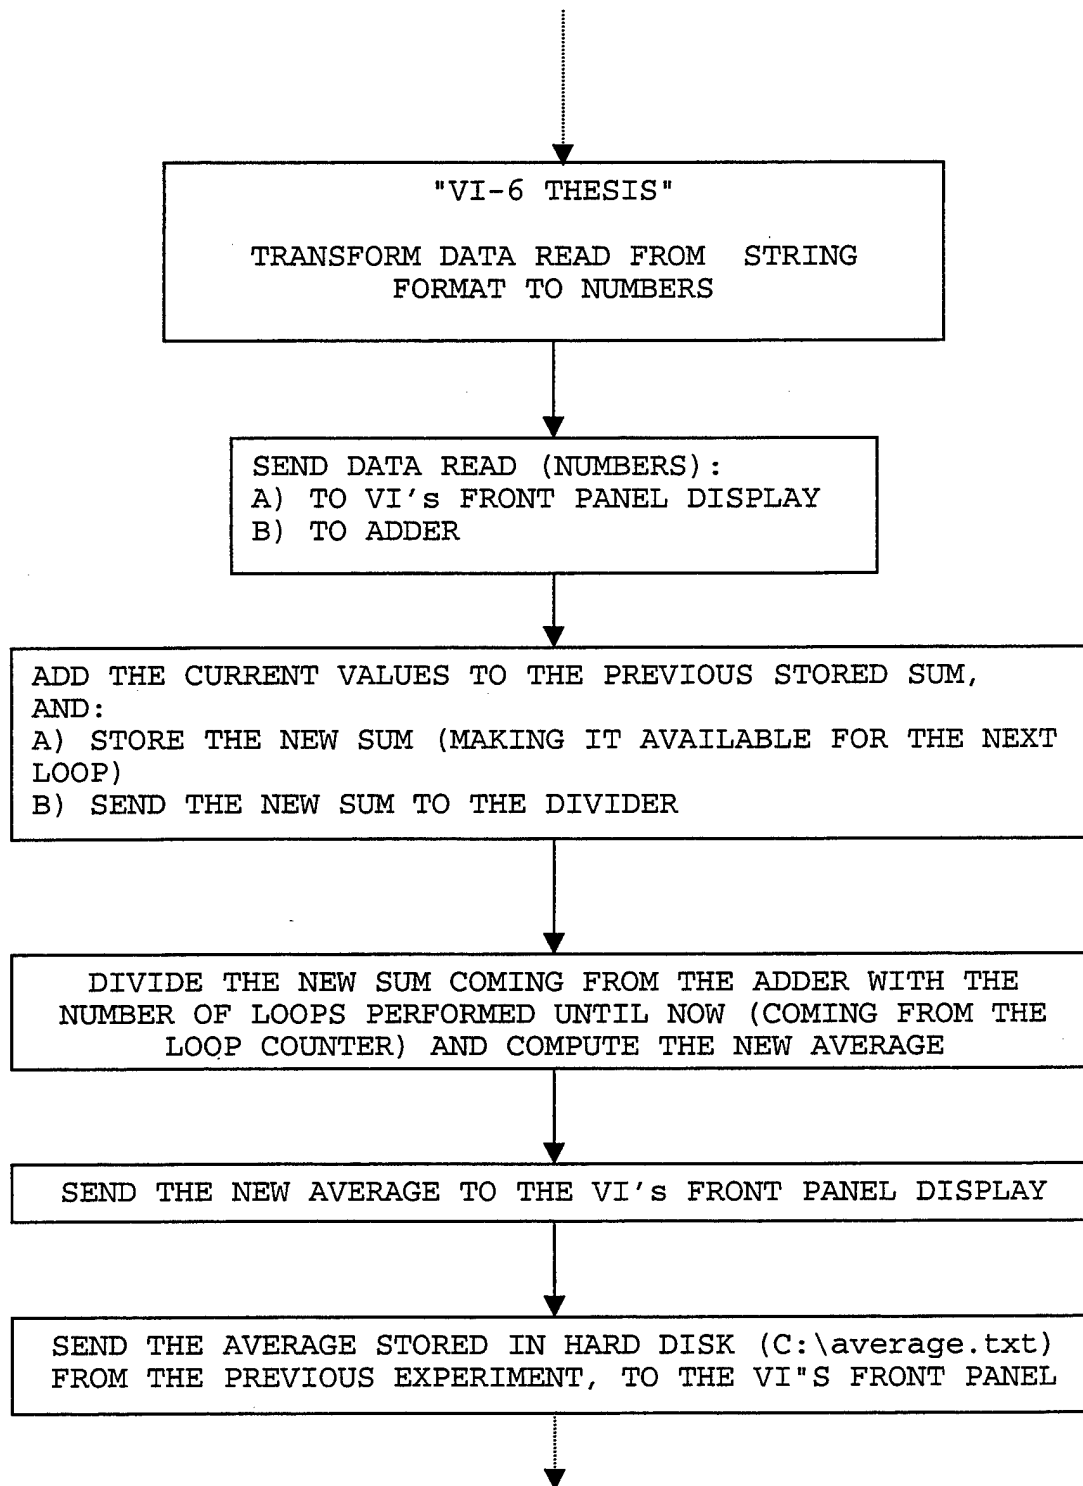 "VI-6 THESIS"
TRANSFORM DATA READ FROM STRING
FORMAT TO NUMBERS
SEND DATA READ (NUMBERS):
A) TO VI's FRONT PANEL DISPLAY
B) TO ADDER
ADD THE CURRENT VALUES TO THE PREVIOUS STORED SUM,
AND:
A) STORE THE NEW SUM (MAKING IT AVAILABLE FOR THE NEXT
LOOP)
B) SEND THE NEW SUM TO THE DIVIDER
DIVIDE THE NEW SUM COMING FROM THE ADDER WITH THE
NUMBER OF LOOPS PERFORMED UNTIL NOW (COMING FROM THE
LOOP COUNTER) AND COMPUTE THE NEW AVERAGE
SEND THE NEW AVERAGE TO THE VI's FRONT PANEL DISPLAY
SEND THE AVERAGE STORED IN HARD DISK (C:\average.txt)
FROM THE PREVIOUS EXPERIMENT, TO THE VI"S FRONT PANEL